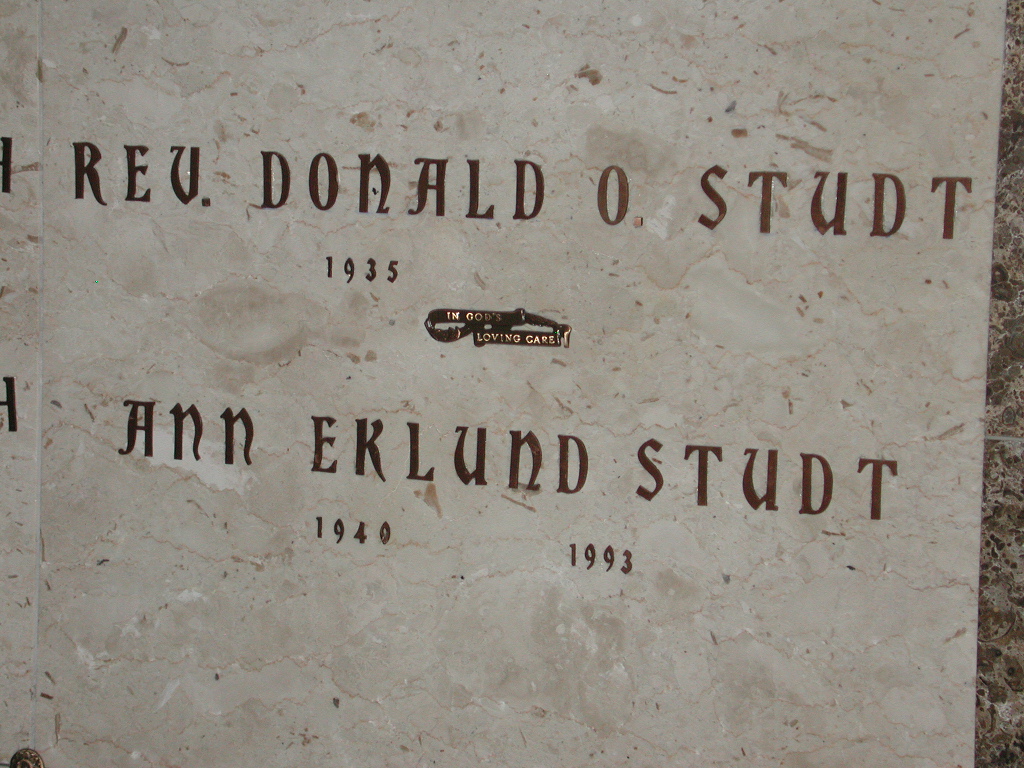 REV. DONALD O. STUDT
1935
IN GOD'S
LOVING CARE
ANN EKLUND STUDT
1940 1993